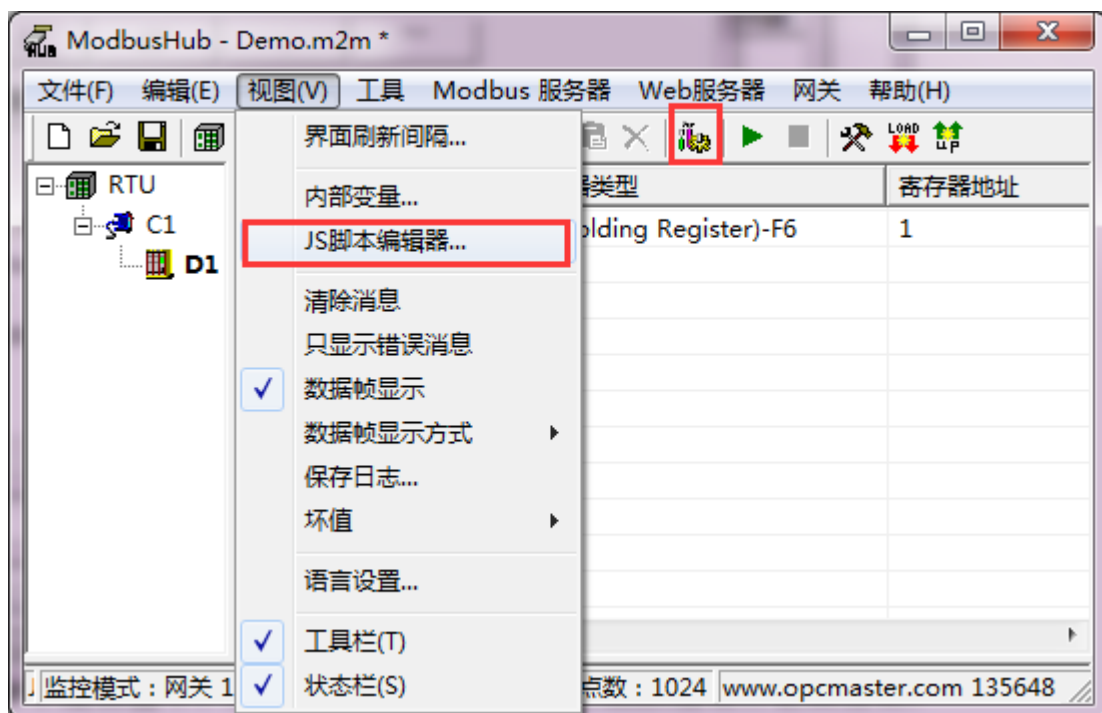 ModbusHub - Demo.m2m *
文件(F) 编辑(E) 视图(V) 工具 Modbus 服务器 Web服务器 网关 帮助(H)
LOAD
UP
RTU
C1
D1
界面刷新间隔...
内部变量...
JS脚本编辑器...
清除消息
只显示错误消息
数据帧显示
数据帧显示方式
保存日志...
坏值
语言设置...
工具栏(T)
状态栏(S)
类型 寄存器地址
olding Register)-F6 1
监控模式：网关 1 点数：1024 www.opcmaster.com 135648